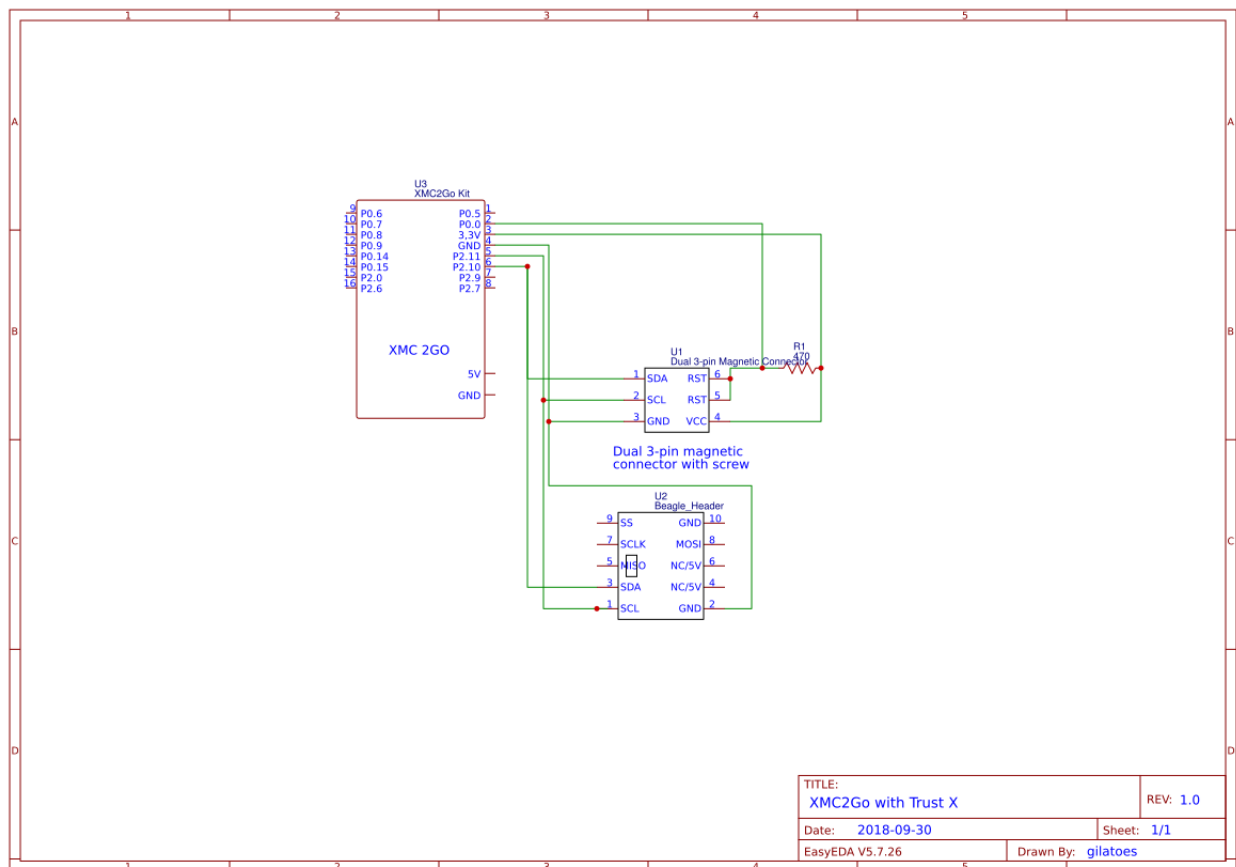 1 2 3 4 5
A A
U3
XMC2Go Kit
9 P0.6 P0.5 1
10 P0.7 P0.0 2
11 P0.8 3,3V 3
12 P0.9 GND 4
13 P0.14 P2.11 5
14 P0.15 P2.10 6
15 P2.0 P2.9 7
16 P2.6 P2.7 8
XMC 2GO
5V
GND
B B
U1
Dual 3-pin Magnetic Connector
R1
470
1 SDA RST 6
2 SCL RST 5
3 GND VCC 4
Dual 3-pin magnetic
connector with screw
U2
Beagle_Header
9 SS GND 10
7 SCLK MOSI 8
5 MISO NC/5V 6
3 SDA NC/5V 4
1 SCL GND 2
C C
D D
TITLE:
XMC2Go with Trust X
REV: 1.0
Date: 2018-09-30
Sheet: 1/1
EasyEDA V5.7.26
Drawn By: gilatoes
1 2 3 4 5